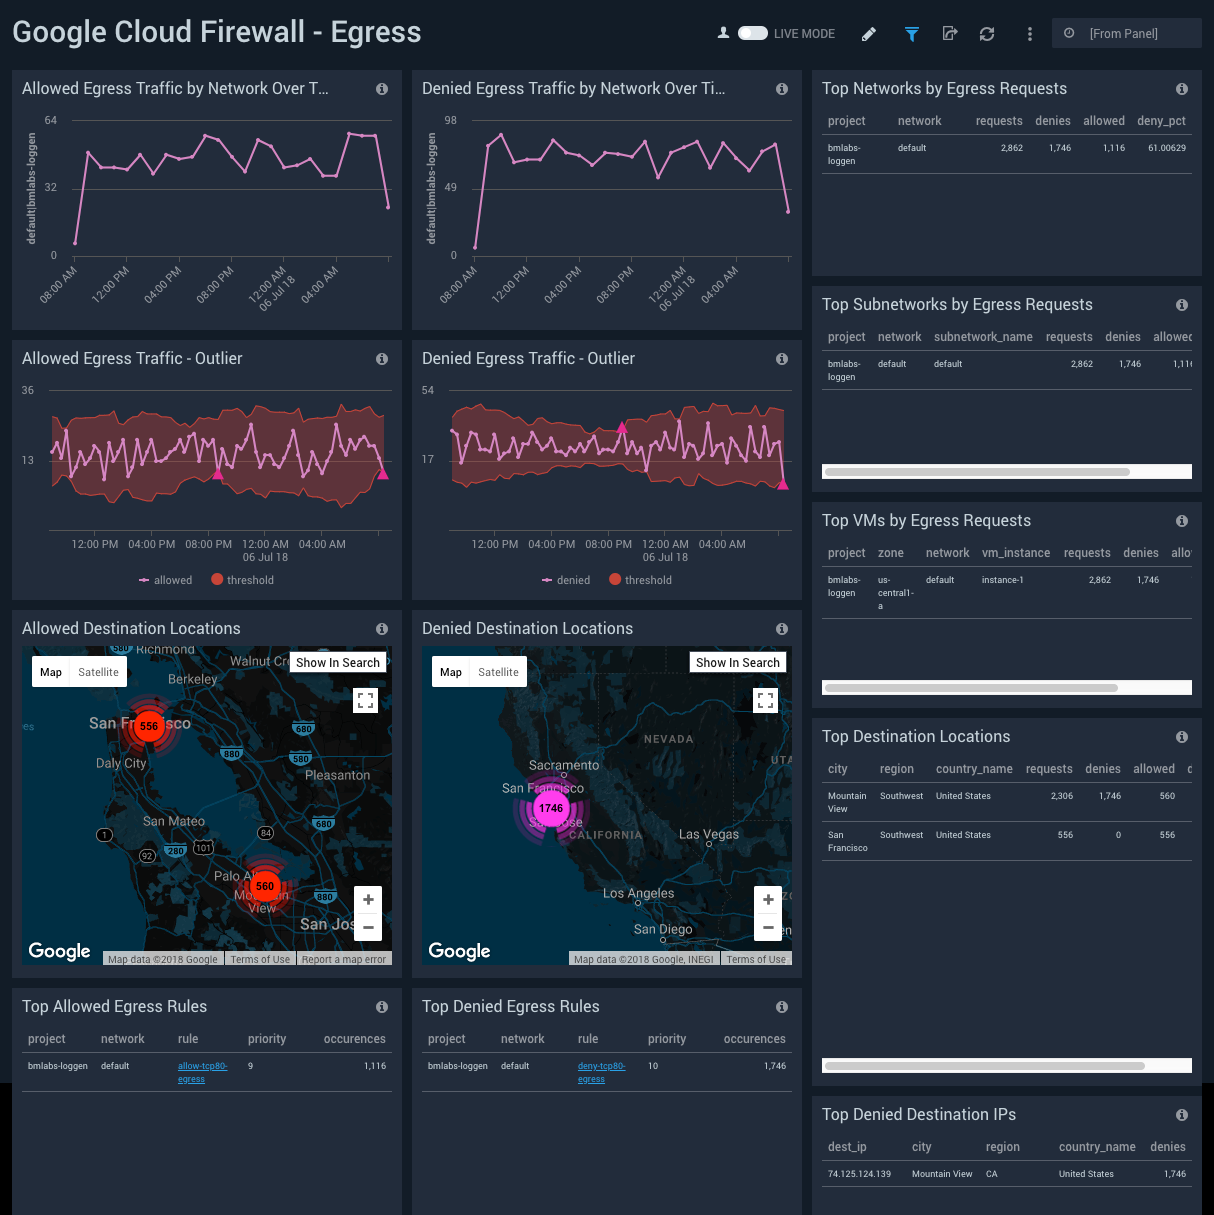 Google Cloud Firewall - Egress
LIVE MODE
[From Panel]
Allowed Egress Traffic by Network Over T...
default|bmlabs-loggen
64
32
0
08:00 AM
12:00 PM
04:00 PM
08:00 PM
12:00 AM
06 Jul 18
04:00 AM
Denied Egress Traffic by Network Over Ti...
default|bmlabs-loggen
98
49
0
08:00 AM
12:00 PM
04:00 PM
08:00 PM
12:00 AM
06 Jul 18
04:00 AM
Top Networks by Egress Requests
project network requests denies allowed deny_pct
bmlabs- default 2,862 1,746 1,116 61.00629
loggen
Top Subnetworks by Egress Requests
project network subnetwork_name requests denies allowed
bmlabs- default default 2,862 1,746 1,116
loggen
Allowed Egress Traffic - Outlier
36
13
12:00 PM 04:00 PM 08:00 PM 12:00 AM 04:00 AM
06 Jul 18
allowed threshold
Denied Egress Traffic - Outlier
54
17
12:00 PM 04:00 PM 08:00 PM 12:00 AM 04:00 AM
06 Jul 18
denied threshold
Top VMs by Egress Requests
project zone network vm_instance requests denies allo
bmlabs- us- default instance-1 2,862 1,746
loggen central1-
a
Allowed Destination Locations
Map Satellite
Show In Search
580
Richmond
Walnut Cre
Berkeley
es
San Francisco
556
680
880
580
Daly City
Pleasanton
San Mateo
680
1
84
92
280
101
Palo Al
560
Mountain
View
880
San Jos
+
−
Google
Map data ©2018 Google Terms of Use Report a map error
Denied Destination Locations
Map Satellite
Show In Search
NEVADA
UTA
Sacramento
San Francisco
1746
San Jose
CALIFORNIA
Las Vegas
Los Angeles
San Diego
+
−
Google
Map data ©2018 Google, INEGI Terms of Use
Top Destination Locations
city region country_name requests denies allowed d
Mountain Southwest United States 2,306 1,746 560
View
San Southwest United States 556 0 556
Francisco
Top Allowed Egress Rules
project network rule priority occurences
bmlabs-loggen default allow-tcp80- 9 1,116
egress
Top Denied Egress Rules
project network rule priority occurences
bmlabs-loggen default deny-tcp80- 10 1,746
egress
Top Denied Destination IPs
dest_ip city region country_name denies
74.125.124.139 Mountain View CA United States 1,746